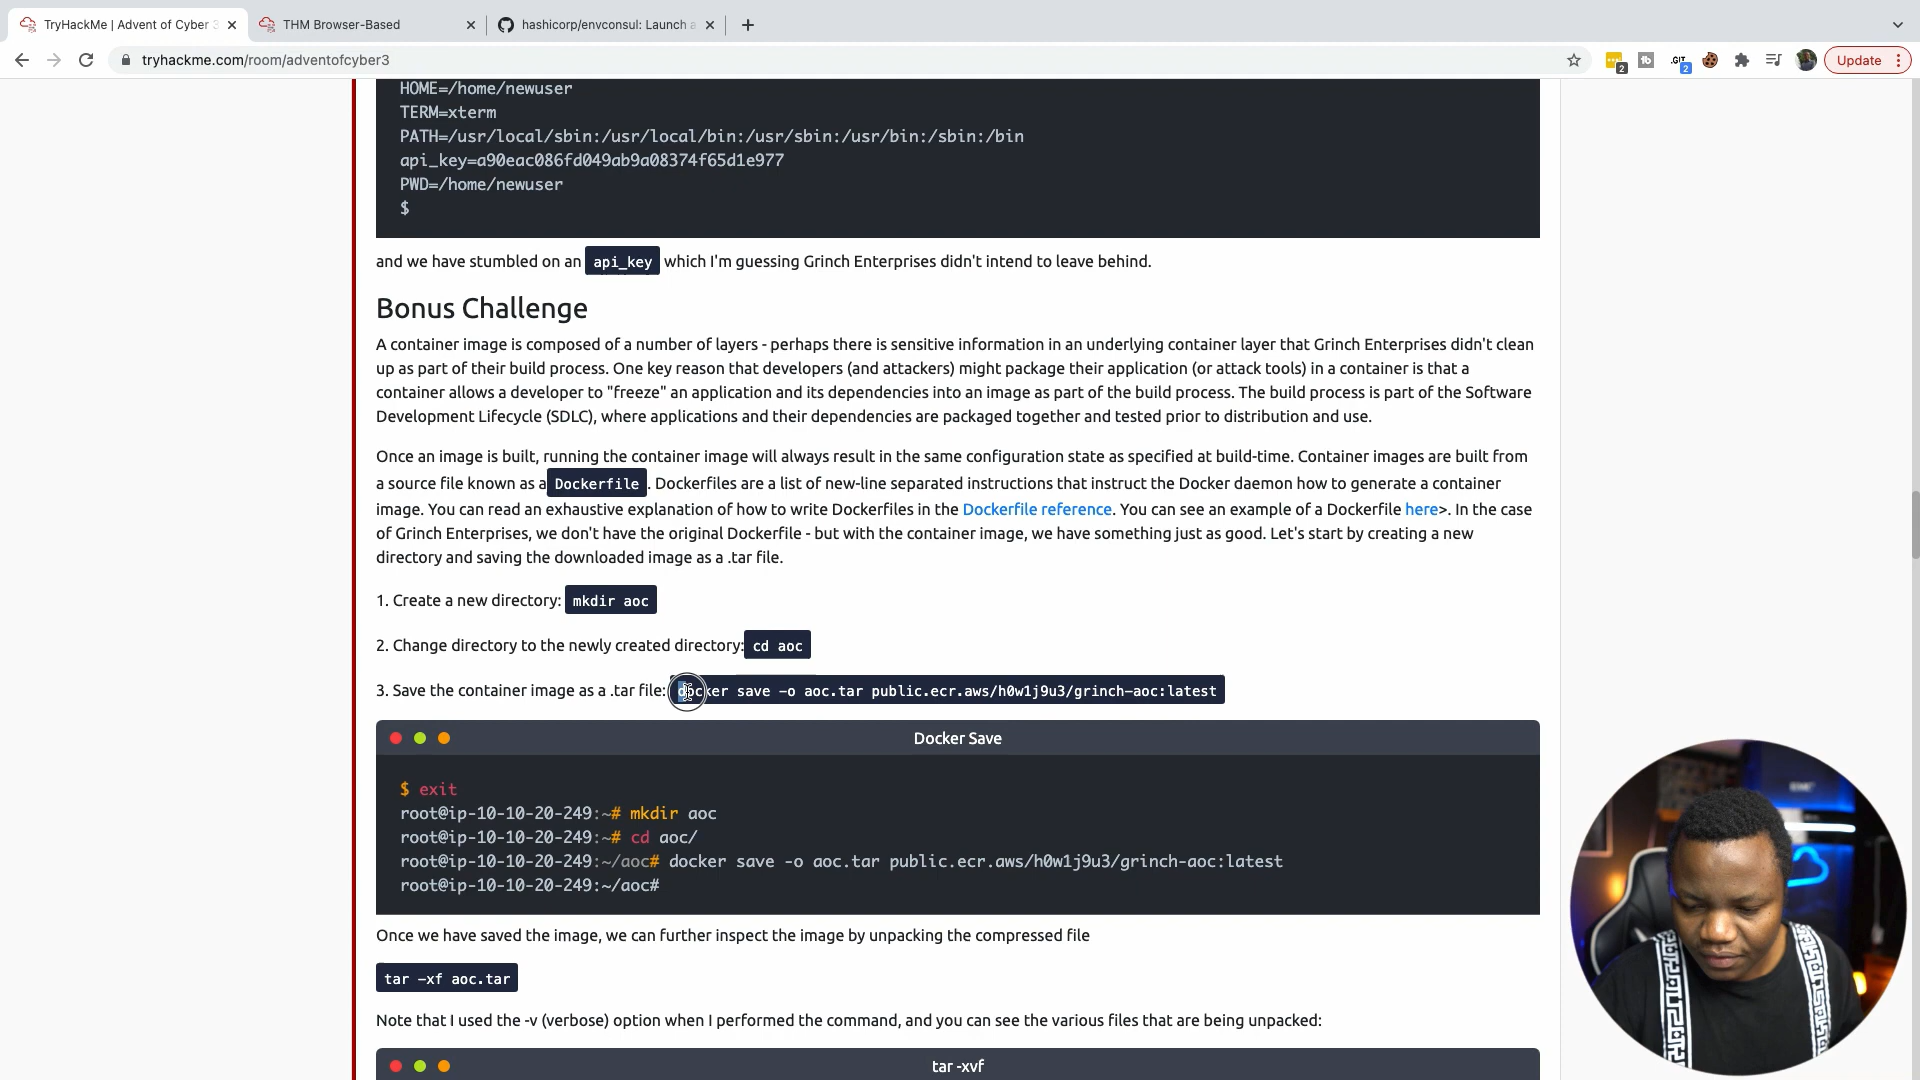 TryHackMe | Advent of Cyber 3
THM Browser-Based
hashicorp/envconsul: Launch a
tryhackme.com/room/adventofcyber3
2
.GIT
2
Update
HOME=/home/newuser
TERM=xterm
PATH=/usr/local/sbin:/usr/local/bin:/usr/sbin:/usr/bin:/sbin:/bin
api_key=a90eac086fd049ab9a08374f65d1e977
PWD=/home/newuser
$
and we have stumbled on an api_key which I'm guessing Grinch Enterprises didn't intend to leave behind.
Bonus Challenge
A container image is composed of a number of layers - perhaps there is sensitive information in an underlying container layer that Grinch Enterprises didn't clean
up as part of their build process. One key reason that developers (and attackers) might package their application (or attack tools) in a container is that a
container allows a developer to "freeze" an application and its dependencies into an image as part of the build process. The build process is part of the Software
Development Lifecycle (SDLC), where applications and their dependencies are packaged together and tested prior to distribution and use.
Once an image is built, running the container image will always result in the same configuration state as specified at build-time. Container images are built from
a source file known as a Dockerfile . Dockerfiles are a list of new-line separated instructions that instruct the Docker daemon how to generate a container
image. You can read an exhaustive explanation of how to write Dockerfiles in the Dockerfile reference. You can see an example of a Dockerfile here>. In the case
of Grinch Enterprises, we don't have the original Dockerfile - but with the container image, we have something just as good. Let's start by creating a new
directory and saving the downloaded image as a .tar file.
1. Create a new directory: mkdir aoc
2. Change directory to the newly created directory: cd aoc
3. Save the container image as a .tar file: docker save -o aoc.tar public.ecr.aws/h0w1j9u3/grinch-aoc:latest
Docker Save
$ exit
root@ip-10-10-20-249:~# mkdir aoc
root@ip-10-10-20-249:~# cd aoc/
root@ip-10-10-20-249:~/aoc# docker save -o aoc.tar public.ecr.aws/h0w1j9u3/grinch-aoc:latest
root@ip-10-10-20-249:~/aoc#
Once we have saved the image, we can further inspect the image by unpacking the compressed file
tar -xf aoc.tar
Note that I used the -v (verbose) option when I performed the command, and you can see the various files that are being unpacked:
tar -xvf